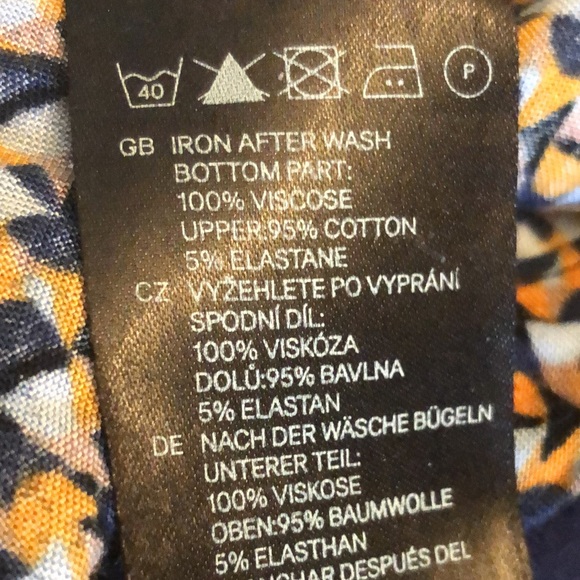 40
P
GB IRON AFTER WASH
BOTTOM PART:
100% VISCOSE
UPPER:95% COTTON
5% ELASTANE
CZ VYŽEHLETE PO VYPRÁNÍ
SPODNÍ DÍL:
100% VISKÓZA
DOLŮ:95% BAVLNA
5% ELASTAN
DE NACH DER WÄSCHE BÜGELN
UNTERER TEIL:
100% VISKOSE
OBEN:95% BAUMWOLLE
5% ELASTHAN
DESPUÉS DEL